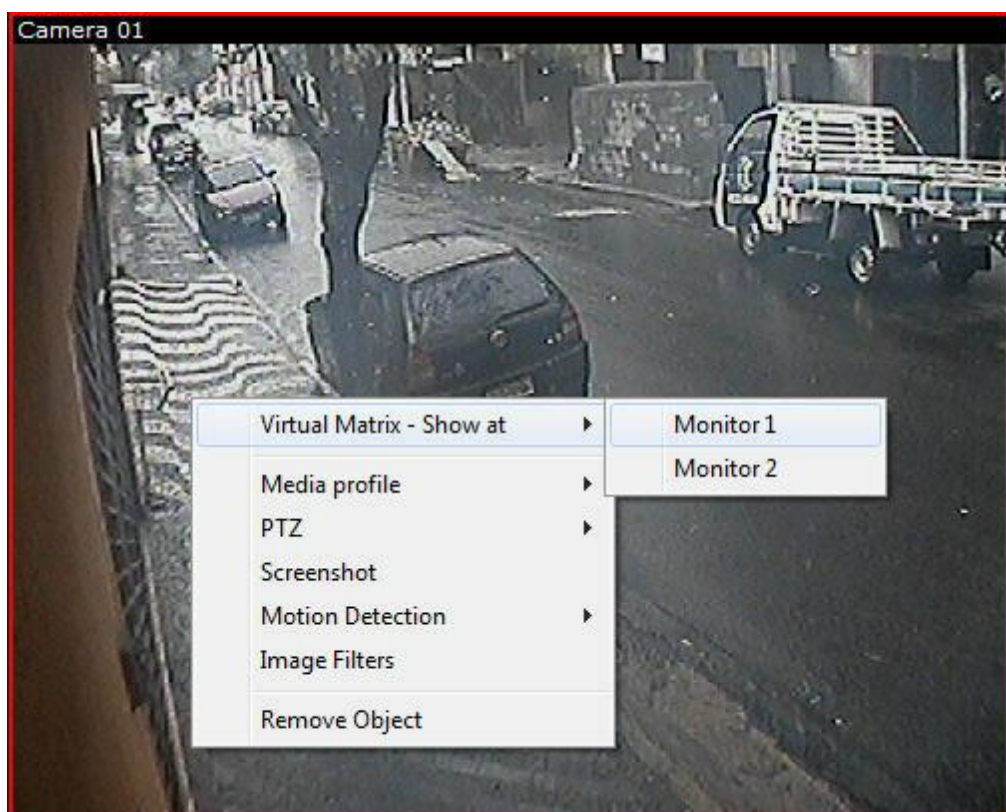 Camera 01
Virtual Matrix - Show at
Monitor 1
Monitor 2
Media profile
PTZ
Screenshot
Motion Detection
Image Filters
Remove Object